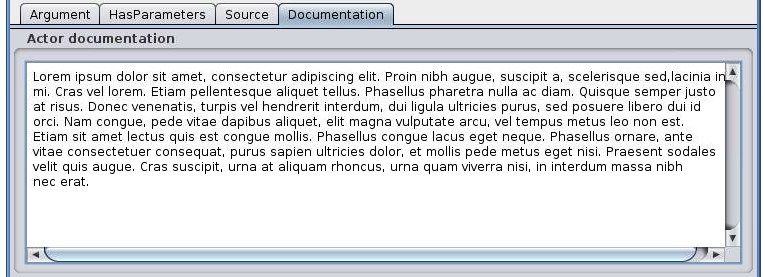 Argument HasParameters Source Documentation
Actor documentation
Lorem ipsum dolor sit amet, consectetur adipiscing elit. Proin nibh augue, suscipit a, scelerisque sed,lacinia in
mi. Cras vel lorem. Etiam pellentesque aliquet tellus. Phasellus pharetra nulla ac diam. Quisque semper justo
at risus. Donec venenatis, turpis vel hendrerit interdum, dui ligula ultricies purus, sed posuere libero dui id
orci. Nam congue, pede vitae dapibus aliquet, elit magna vulputate arcu, vel tempus metus leo non est.
Etiam sit amet lectus quis est congue mollis. Phasellus congue lacus eget neque. Phasellus ornare, ante
vitae consectetuer consequat, purus sapien ultricies dolor, et mollis pede metus eget nisi. Praesent sodales
velit quis augue. Cras suscipit, urna at aliquam rhoncus, urna quam viverra nisi, in interdum massa nibh
nec erat.